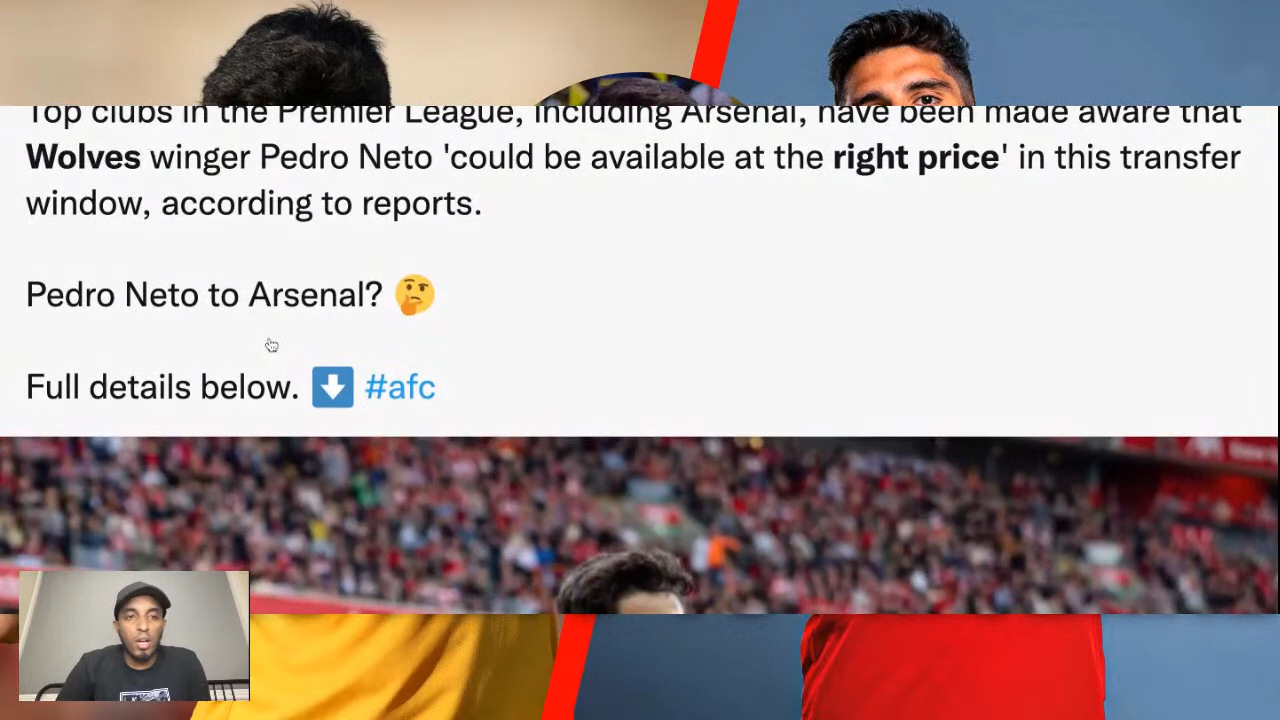 Top clubs in the Premier League, including Arsenal, have been made aware that
Wolves winger Pedro Neto 'could be available at the right price' in this transfer
window, according to reports.
Pedro Neto to Arsenal? 🤔
Full details below. ⬇️ #afc